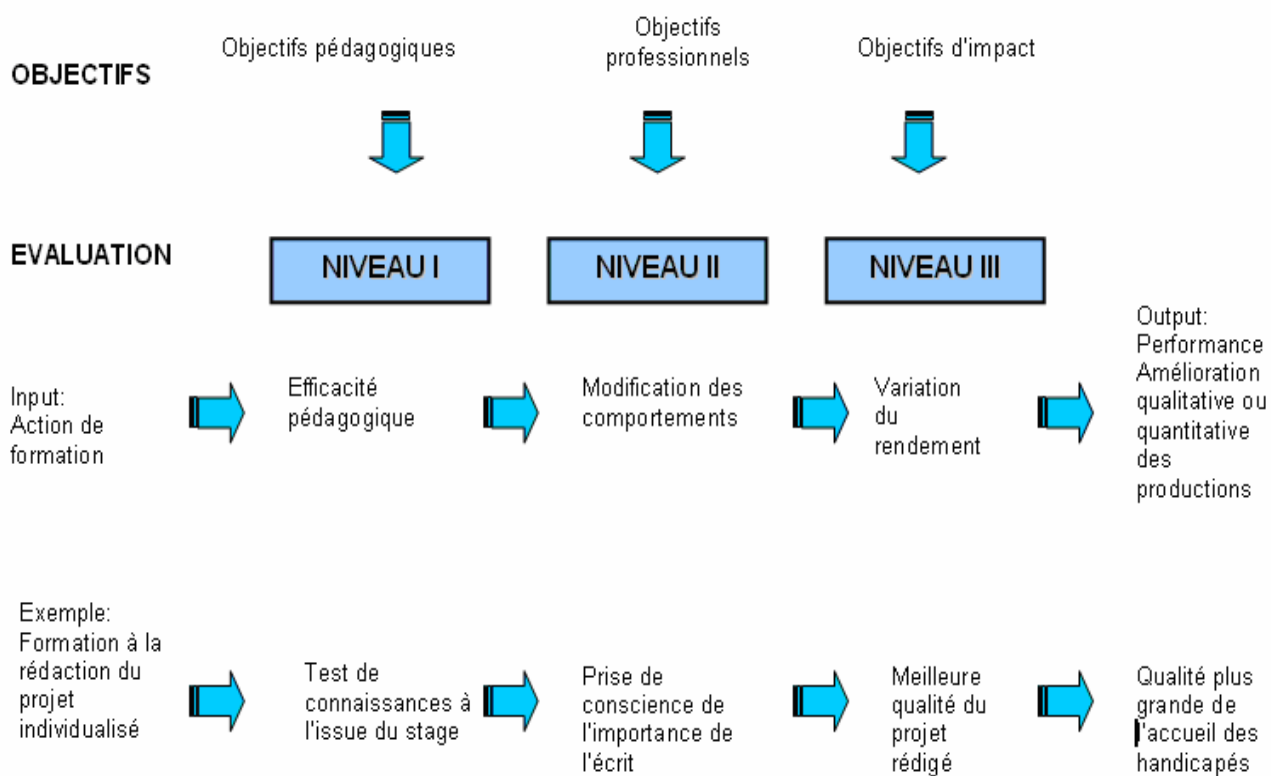 Objectifs pédagogiques
Objectifs
professionnels
Objectifs d'impact
OBJECTIFS
EVALUATION
NIVEAU I
NIVEAU II
NIVEAU III
Input:
Action de
formation
Efficacité
pédagogique
Modification des
comportements
Variation
du
rendement
Output:
Performance
Amélioration
qualitative ou
quantitative
des
productions
Exemple:
Formation à la
rédaction du
projet
individualisé
Test de
connaissances à
l'issue du stage
Prise de
conscience de
l'importance de
l'écrit
Meilleure
qualité du
projet
rédigé
Qualité plus
grande de
l'accueil des
handicapés